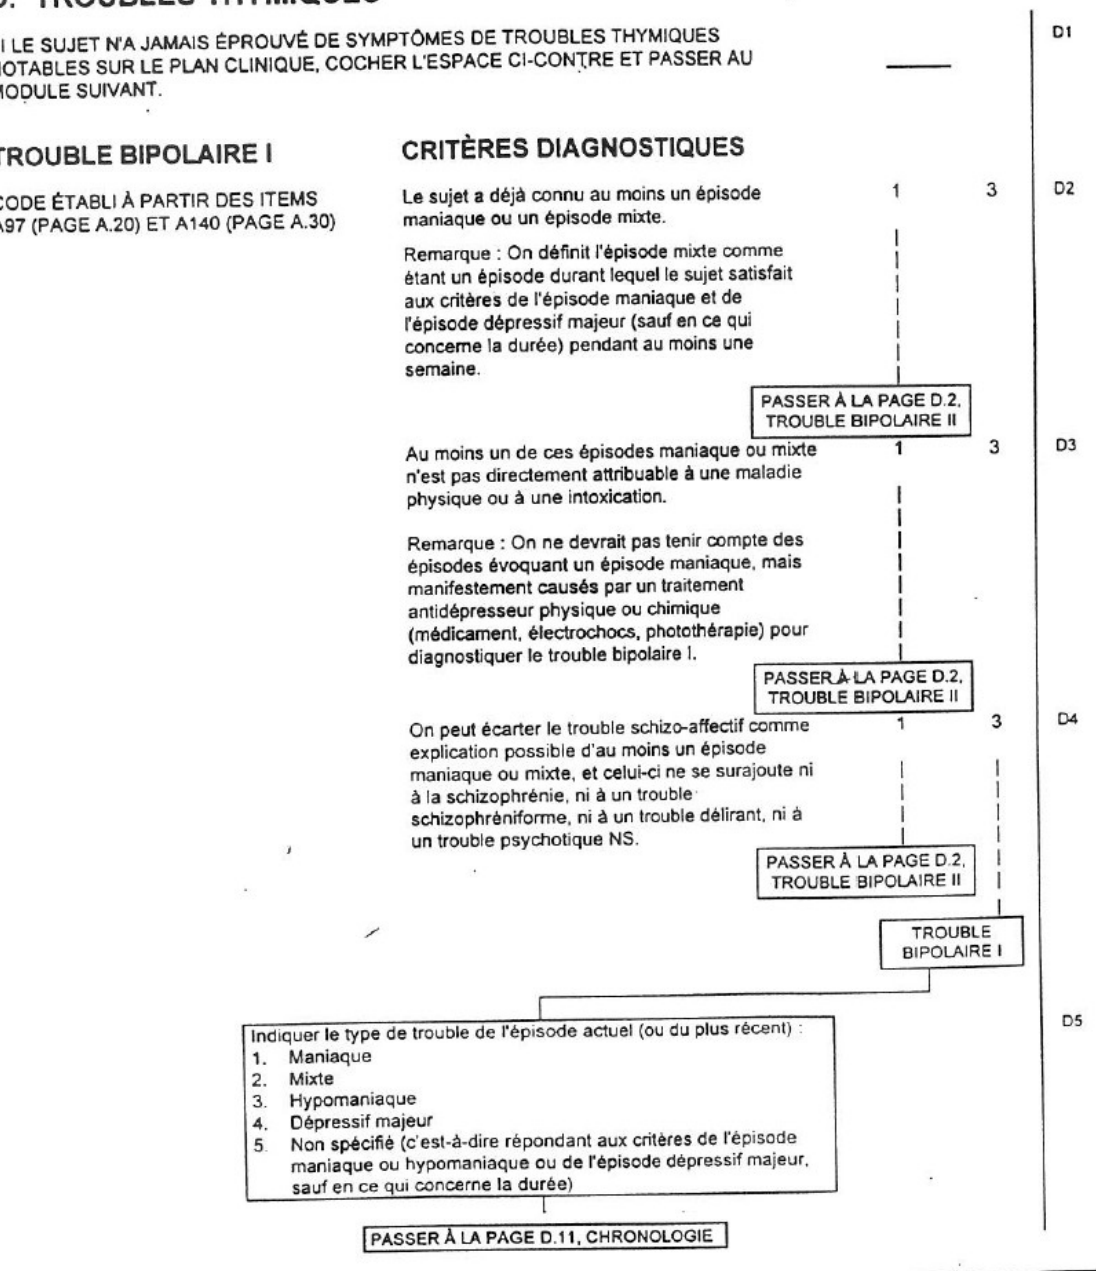 TROUBLES THYMIQUES
I LE SUJET N'A JAMAIS ÉPROUVÉ DE SYMPTÔMES DE TROUBLES THYMIQUES
NOTABLES SUR LE PLAN CLINIQUE, COCHER L'ESPACE CI-CONTRE ET PASSER AU
MODULE SUIVANT.
D1
TROUBLE BIPOLAIRE I
CODE ÉTABLI À PARTIR DES ITEMS
A97 (PAGE A.20) ET A140 (PAGE A.30)
CRITÈRES DIAGNOSTIQUES
Le sujet a déjà connu au moins un épisode 1 3 D2
maniaque ou un épisode mixte.
Remarque : On définit l'épisode mixte comme
étant un épisode durant lequel le sujet satisfait
aux critères de l'épisode maniaque et de
l'épisode dépressif majeur (sauf en ce qui
concerne la durée) pendant au moins une
semaine.
PASSER À LA PAGE D.2,
TROUBLE BIPOLAIRE II
Au moins un de ces épisodes maniaque ou mixte 1 3 D3
n'est pas directement attribuable à une maladie
physique ou à une intoxication.
Remarque : On ne devrait pas tenir compte des
épisodes évoquant un épisode maniaque, mais
manifestement causés par un traitement
antidépresseur physique ou chimique
(médicament, électrochocs, photothérapie) pour
diagnostiquer le trouble bipolaire I.
PASSER À LA PAGE D.2,
TROUBLE BIPOLAIRE II
On peut écarter le trouble schizo-affectif comme 1 3 D4
explication possible d'au moins un épisode
maniaque ou mixte, et celui-ci ne se surajoute ni
à la schizophrénie, ni à un trouble
schizophréniforme, ni à un trouble délirant, ni à
un trouble psychotique NS.
PASSER À LA PAGE D.2,
TROUBLE BIPOLAIRE II
TROUBLE
BIPOLAIRE I
D5
Indiquer le type de trouble de l'épisode actuel (ou du plus récent) :
1. Maniaque
2. Mixte
3. Hypomaniaque
4. Dépressif majeur
5. Non spécifié (c'est-à-dire répondant aux critères de l'épisode
maniaque ou hypomaniaque ou de l'épisode dépressif majeur,
sauf en ce qui concerne la durée)
PASSER À LA PAGE D.11, CHRONOLOGIE